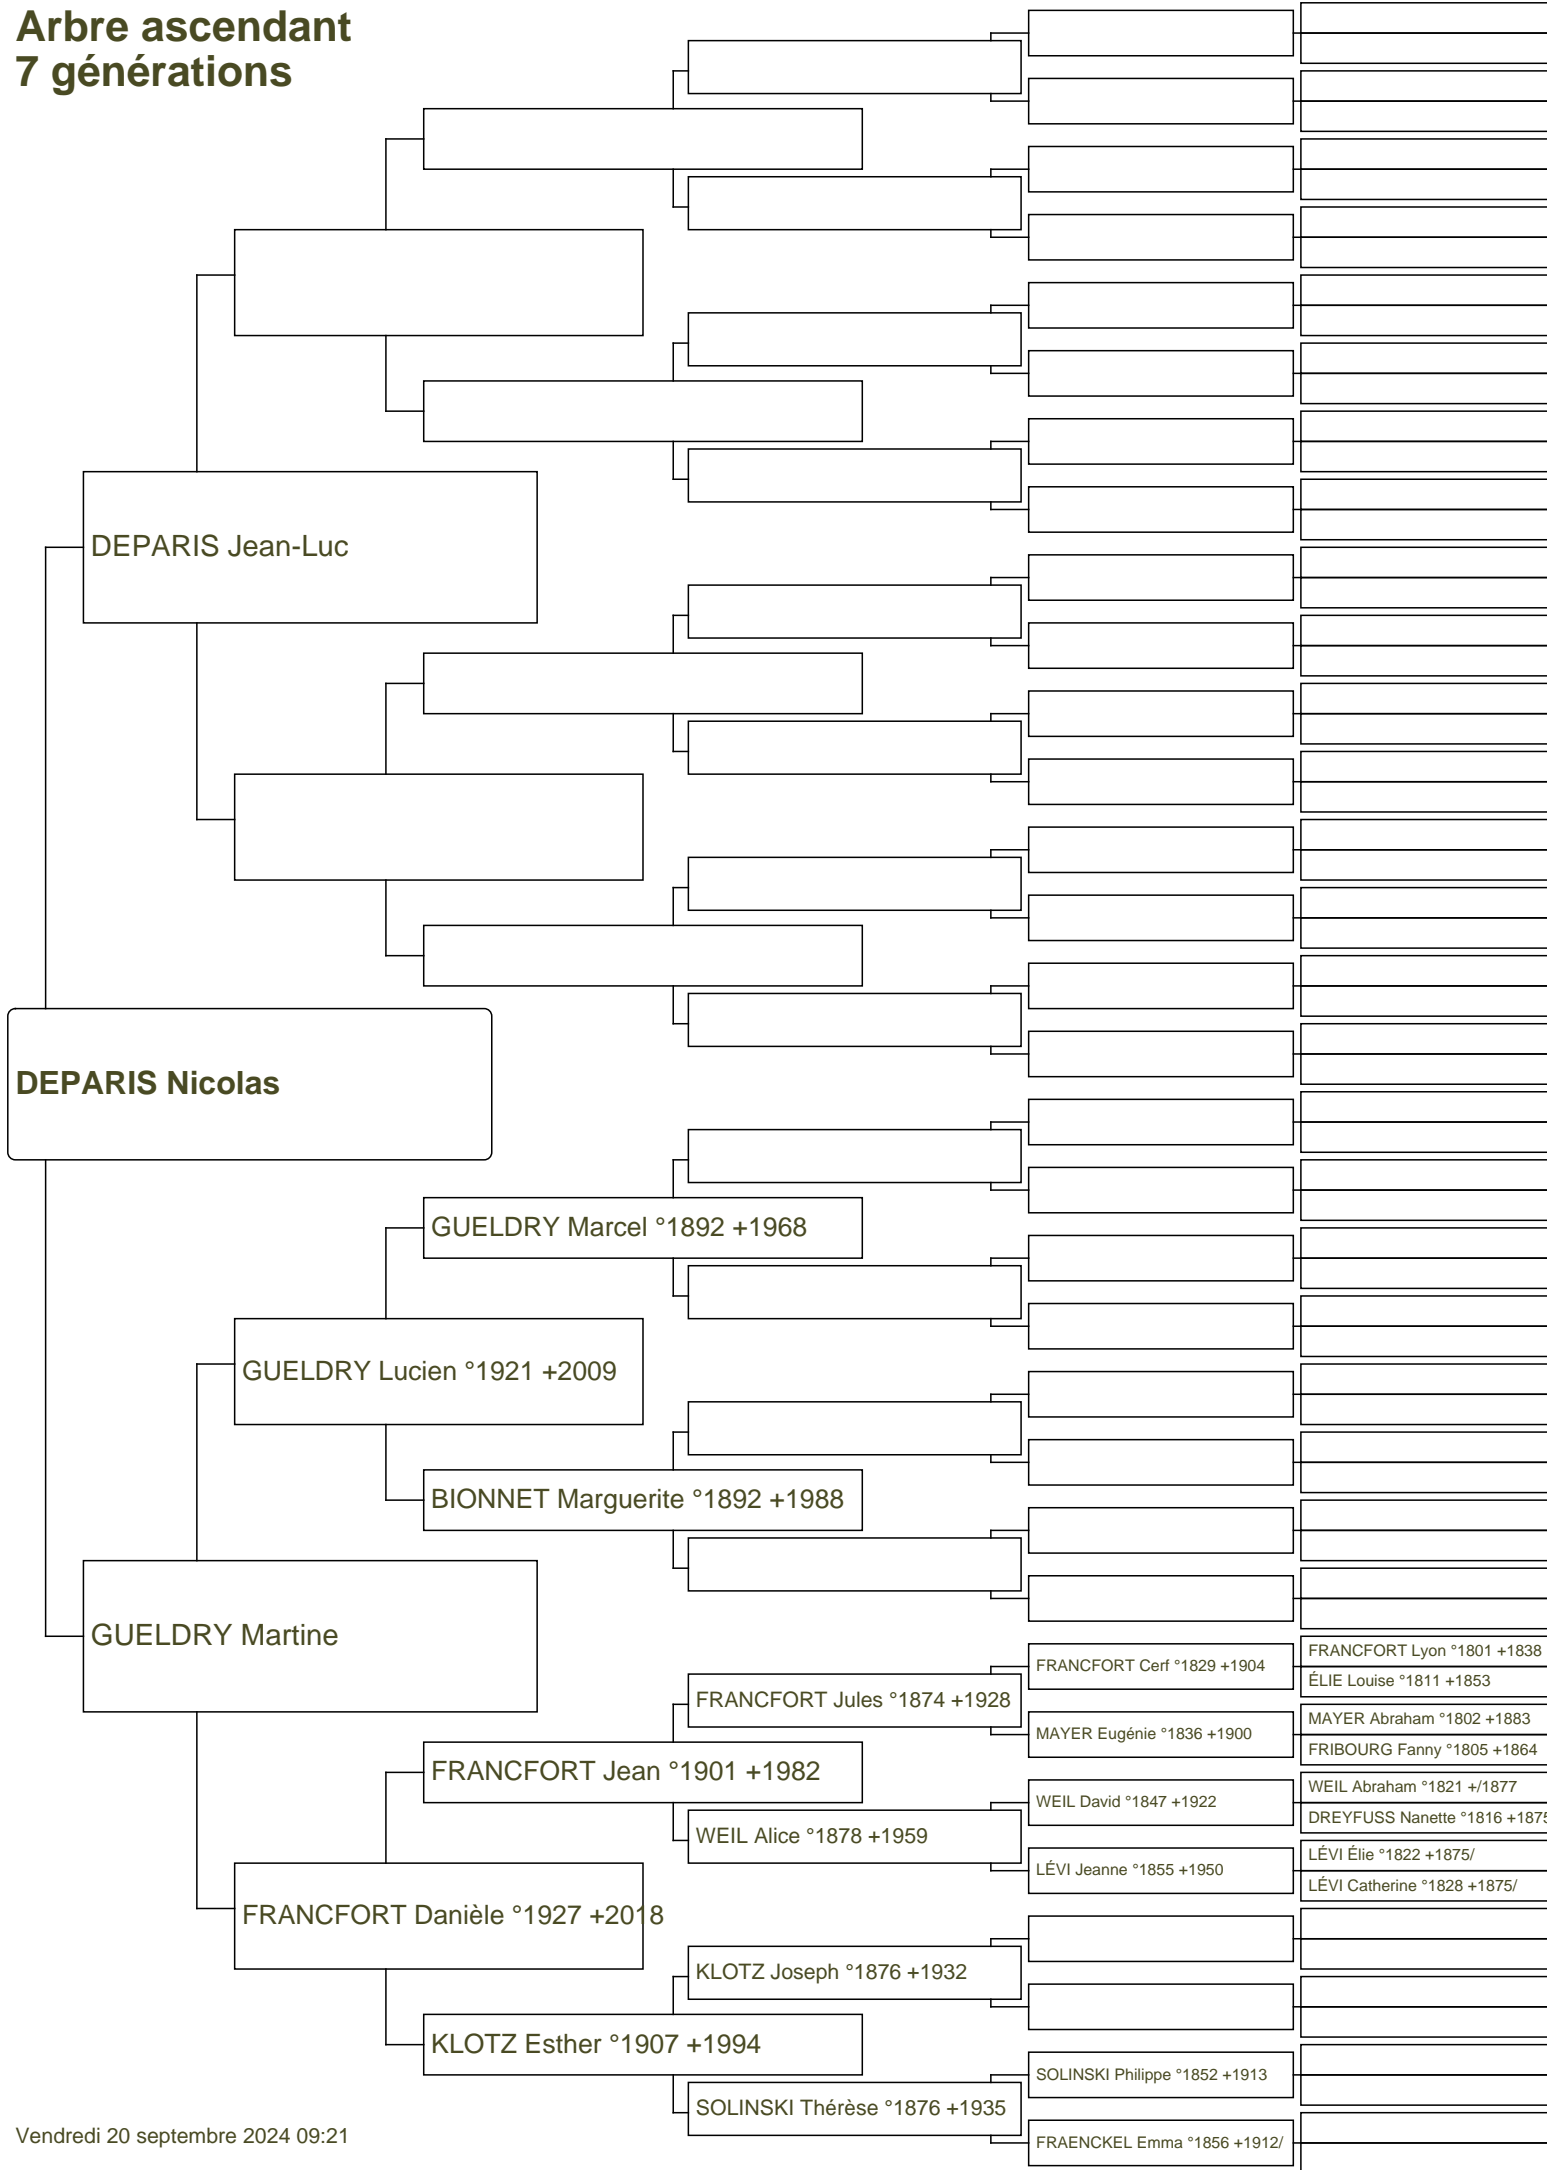 Arbre ascendant
7 générations
DEPARIS Jean-Luc
DEPARIS Nicolas
GUELDRY Marcel °1892 +1968
GUELDRY Lucien °1921 +2009
BIONNET Marguerite °1892 +1988
GUELDRY Martine
FRANCFORT Lyon °1801 +1838
FRANCFORT Cerf °1829 +1904
ÉLIE Louise °1811 +1853
FRANCFORT Jules °1874 +1928
MAYER Abraham °1802 +1883
MAYER Eugénie °1836 +1900
FRIBOURG Fanny °1805 +1864
FRANCFORT Jean °1901 +1982
WEIL Abraham °1821 +/1877
WEIL David °1847 +1922
DREYFUSS Nanette °1816 +1875
WEIL Alice °1878 +1959
LÉVI Élie °1822 +1875/
LÉVI Jeanne °1855 +1950
LÉVI Catherine °1828 +1875/
FRANCFORT Danièle °1927 +2018
KLOTZ Joseph °1876 +1932
KLOTZ Esther °1907 +1994
SOLINSKI Philippe °1852 +1913
SOLINSKI Thérèse °1876 +1935
FRAENCKEL Emma °1856 +1912/
Vendredi 20 septembre 2024 09:21